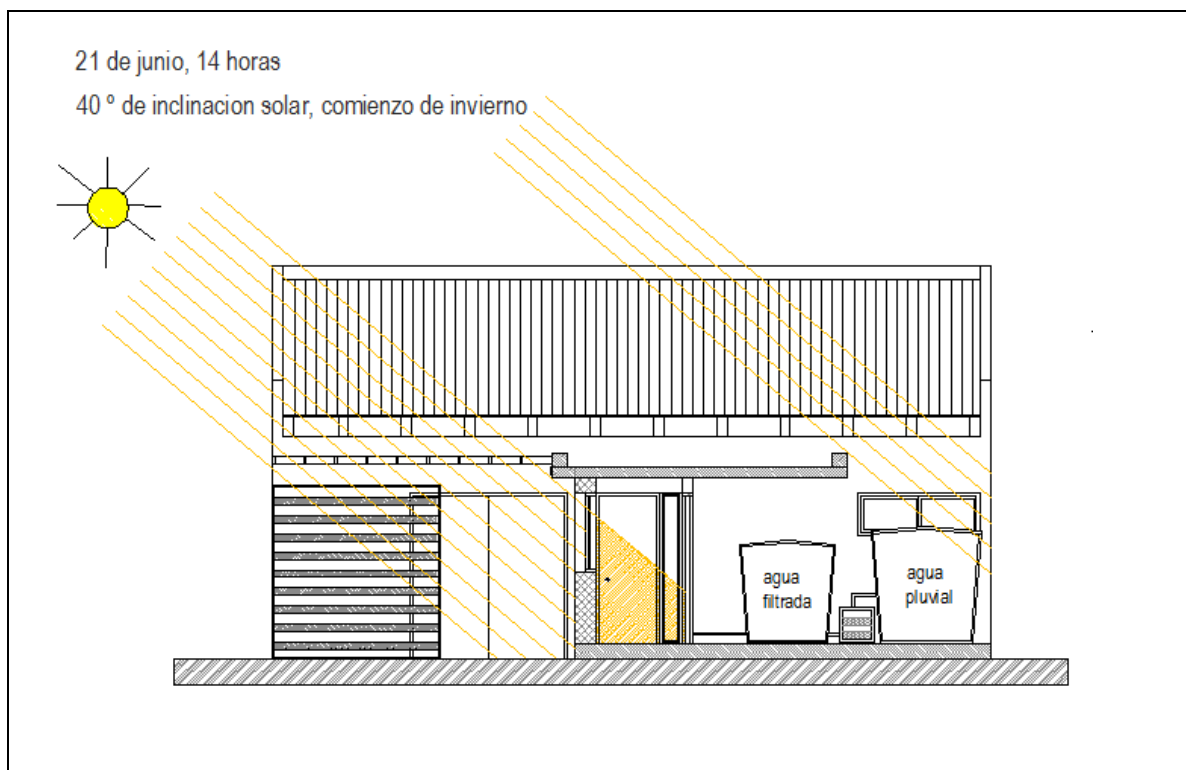 21 de junio, 14 horas
40 º de inclinacion solar, comienzo de invierno
agua
filtrada
agua
pluvial